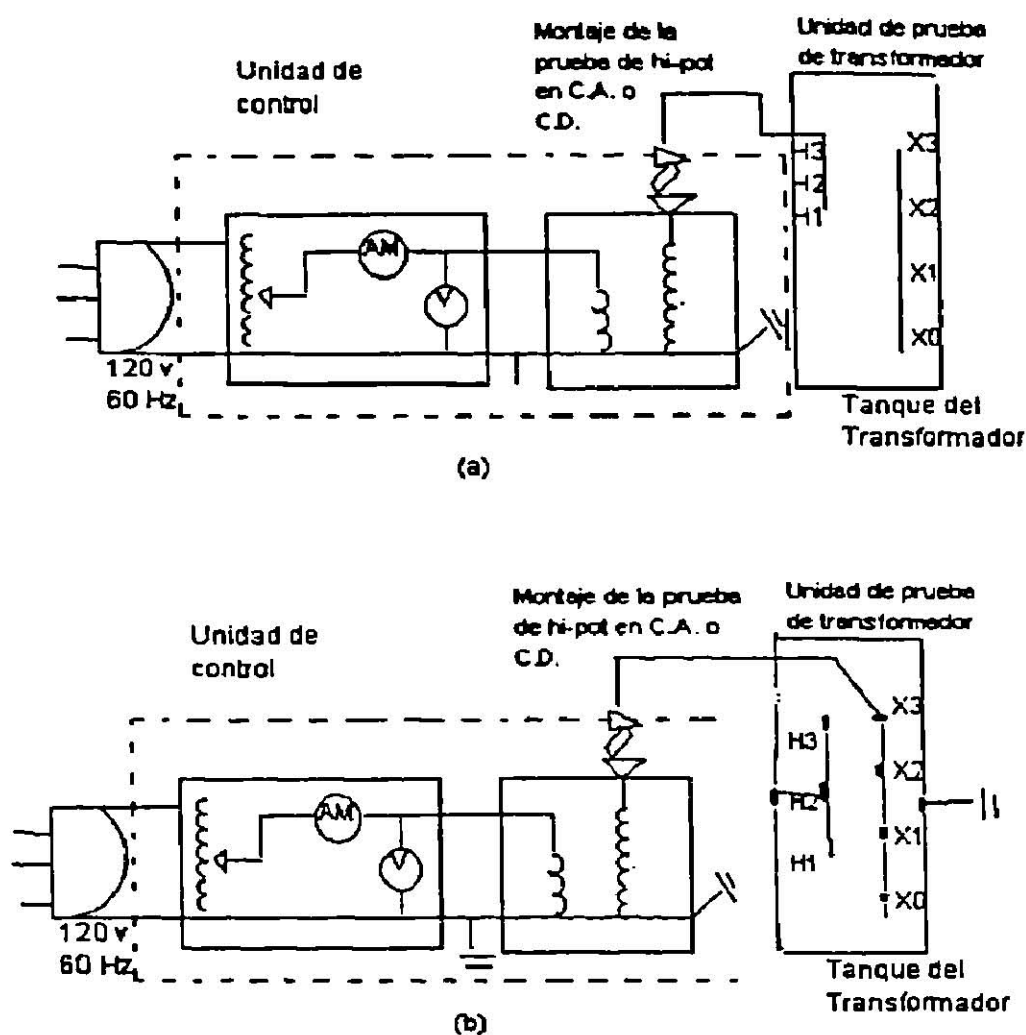 Unidad de
control
Montaje de la
prueba de hi-pot
en C.A. o
C.D.
Unidad de prueba
de transformador
H3
H2
H1
X3
X2
X1
X0
AM
V
120 v
60 Hz
Tanque del
Transformador
(a)
Unidad de
control
Montaje de la prueba
de hi-pot en C.A. o
C.D.
Unidad de prueba
de transformador
H3
H2
H1
X3
X2
X1
X0
AM
V
120 v
60 Hz
Tanque del
Transformador
(b)